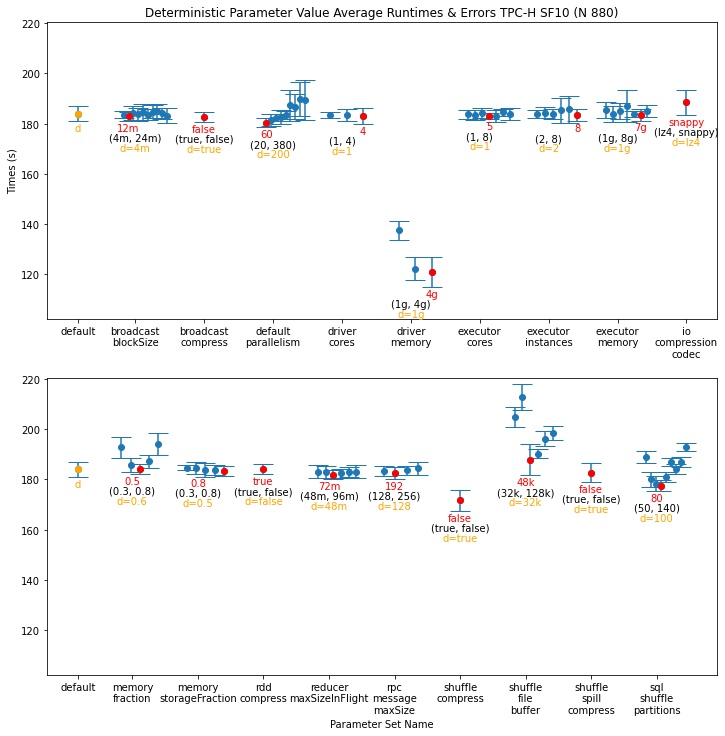 Deterministic Parameter Value Average Runtimes & Errors TPC-H SF10 (N 880)
Times (s)
220
200
180
160
140
120
d
12m
(4m, 24m)
d=4m
false
(true, false)
d=true
60
(20, 380)
d=200
4
(1, 4)
d=1
4g
(1g, 4g)
d=1g
5
(1, 8)
d=1
8
(2, 8)
d=2
7g
(1g, 8g)
d=1g
snappy
(lz4, snappy)
d=lz4
default
broadcast
blockSize
broadcast
compress
default
parallelism
driver
cores
driver
memory
executor
cores
executor
instances
executor
memory
io
compression
codec
220
200
180
160
140
120
d
0.5
(0.3, 0.8)
d=0.6
0.8
(0.3, 0.8)
d=0.5
true
(true, false)
d=false
72m
(48m, 96m)
d=48m
192
(128, 256)
d=128
false
(true, false)
d=true
48k
(32k, 128k)
d=32k
false
(true, false)
d=true
80
(50, 140)
d=100
default
memory
fraction
memory
storageFraction
rdd
compress
reducer
maxSizeInFlight
rpc
message
maxSize
shuffle
compress
shuffle
file
buffer
shuffle
spill
compress
sql
shuffle
partitions
Parameter Set Name